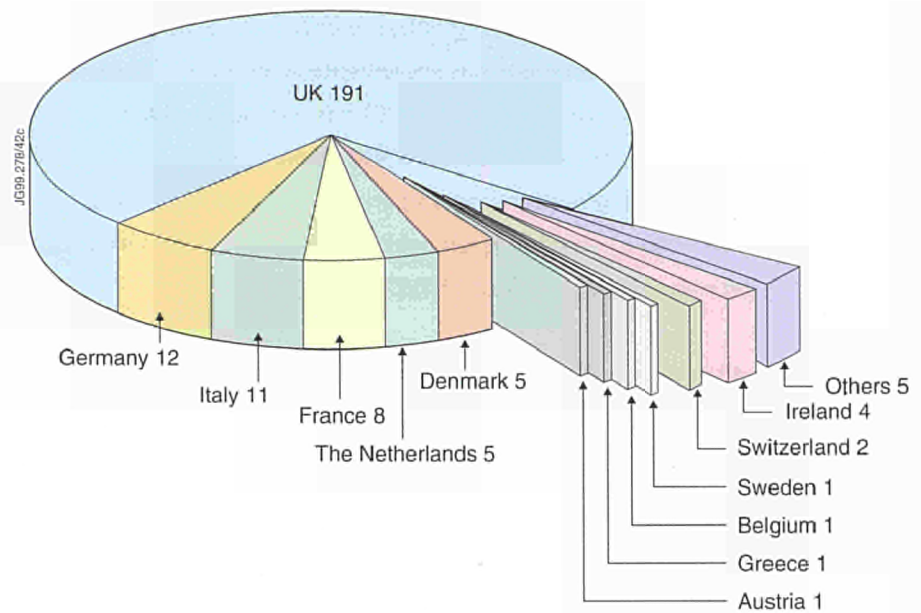 JG99.278/42c
UK 191
Germany 12
Italy 11
France 8
The Netherlands 5
Denmark 5
Others 5
Ireland 4
Switzerland 2
Sweden 1
Belgium 1
Greece 1
Austria 1